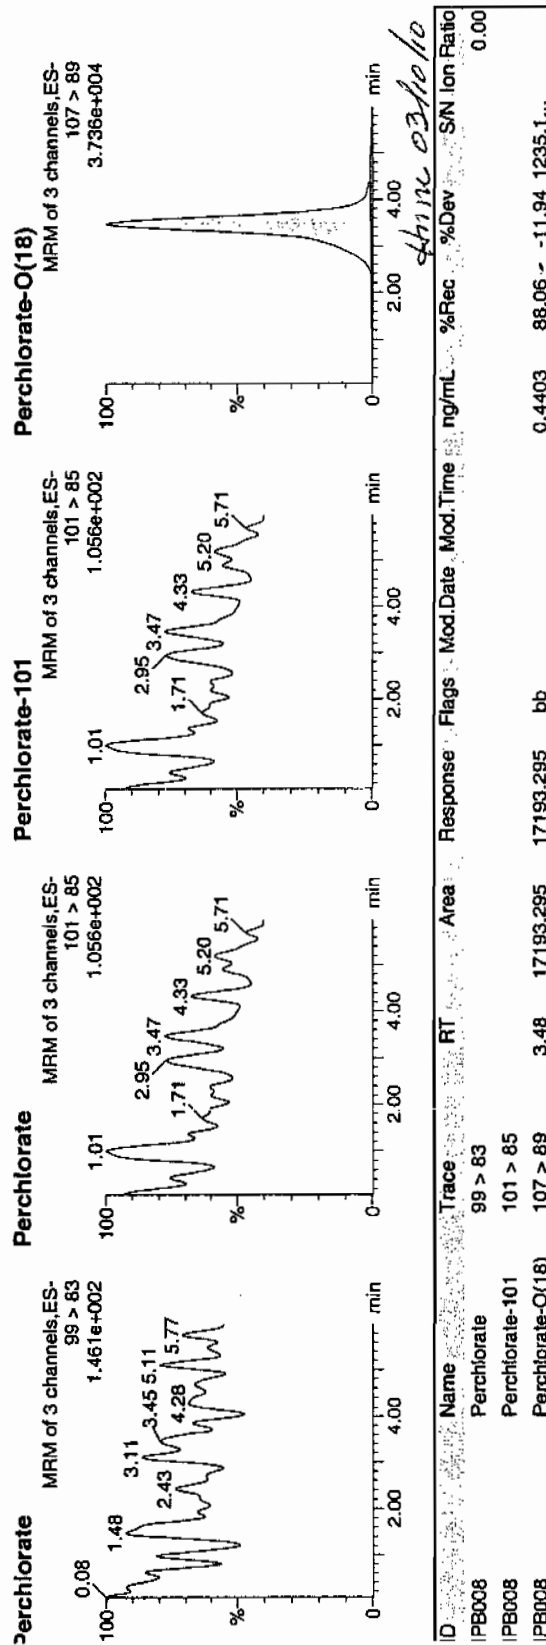 Perchlorate
MRM of 3 channels,ES-
99 > 83
1.461e+002
100
%
0
0.08
1.48
2.43
3.11
3.45
4.28
5.11
5.77
2.00
4.00
min
Perchlorate
MRM of 3 channels,ES-
101 > 85
1.056e+002
100
%
0
1.01
1.71
2.95
3.47
4.33
5.20
5.71
2.00
4.00
min
Perchlorate-101
MRM of 3 channels,ES-
101 > 85
1.056e+002
100
%
0
1.01
1.71
2.95
3.47
4.33
5.20
5.71
2.00
4.00
min
Perchlorate-O(18)
MRM of 3 channels,ES-
107 > 89
3.736e+004
100
%
0
2.00
4.00
min
03/10/10
ID Name Trace RT Area Response Flags Mod.Date Mod.Time ng/mL %Rec %Dev S/N Ion Ratio
IPB008 Perchlorate 99 > 83 0.00
IPB008 Perchlorate-101 101 > 85
IPB008 Perchlorate-O(18) 107 > 89 3.48 17193.295 17193.295 bb 0.4403 88.06 -11.94 1235.1...